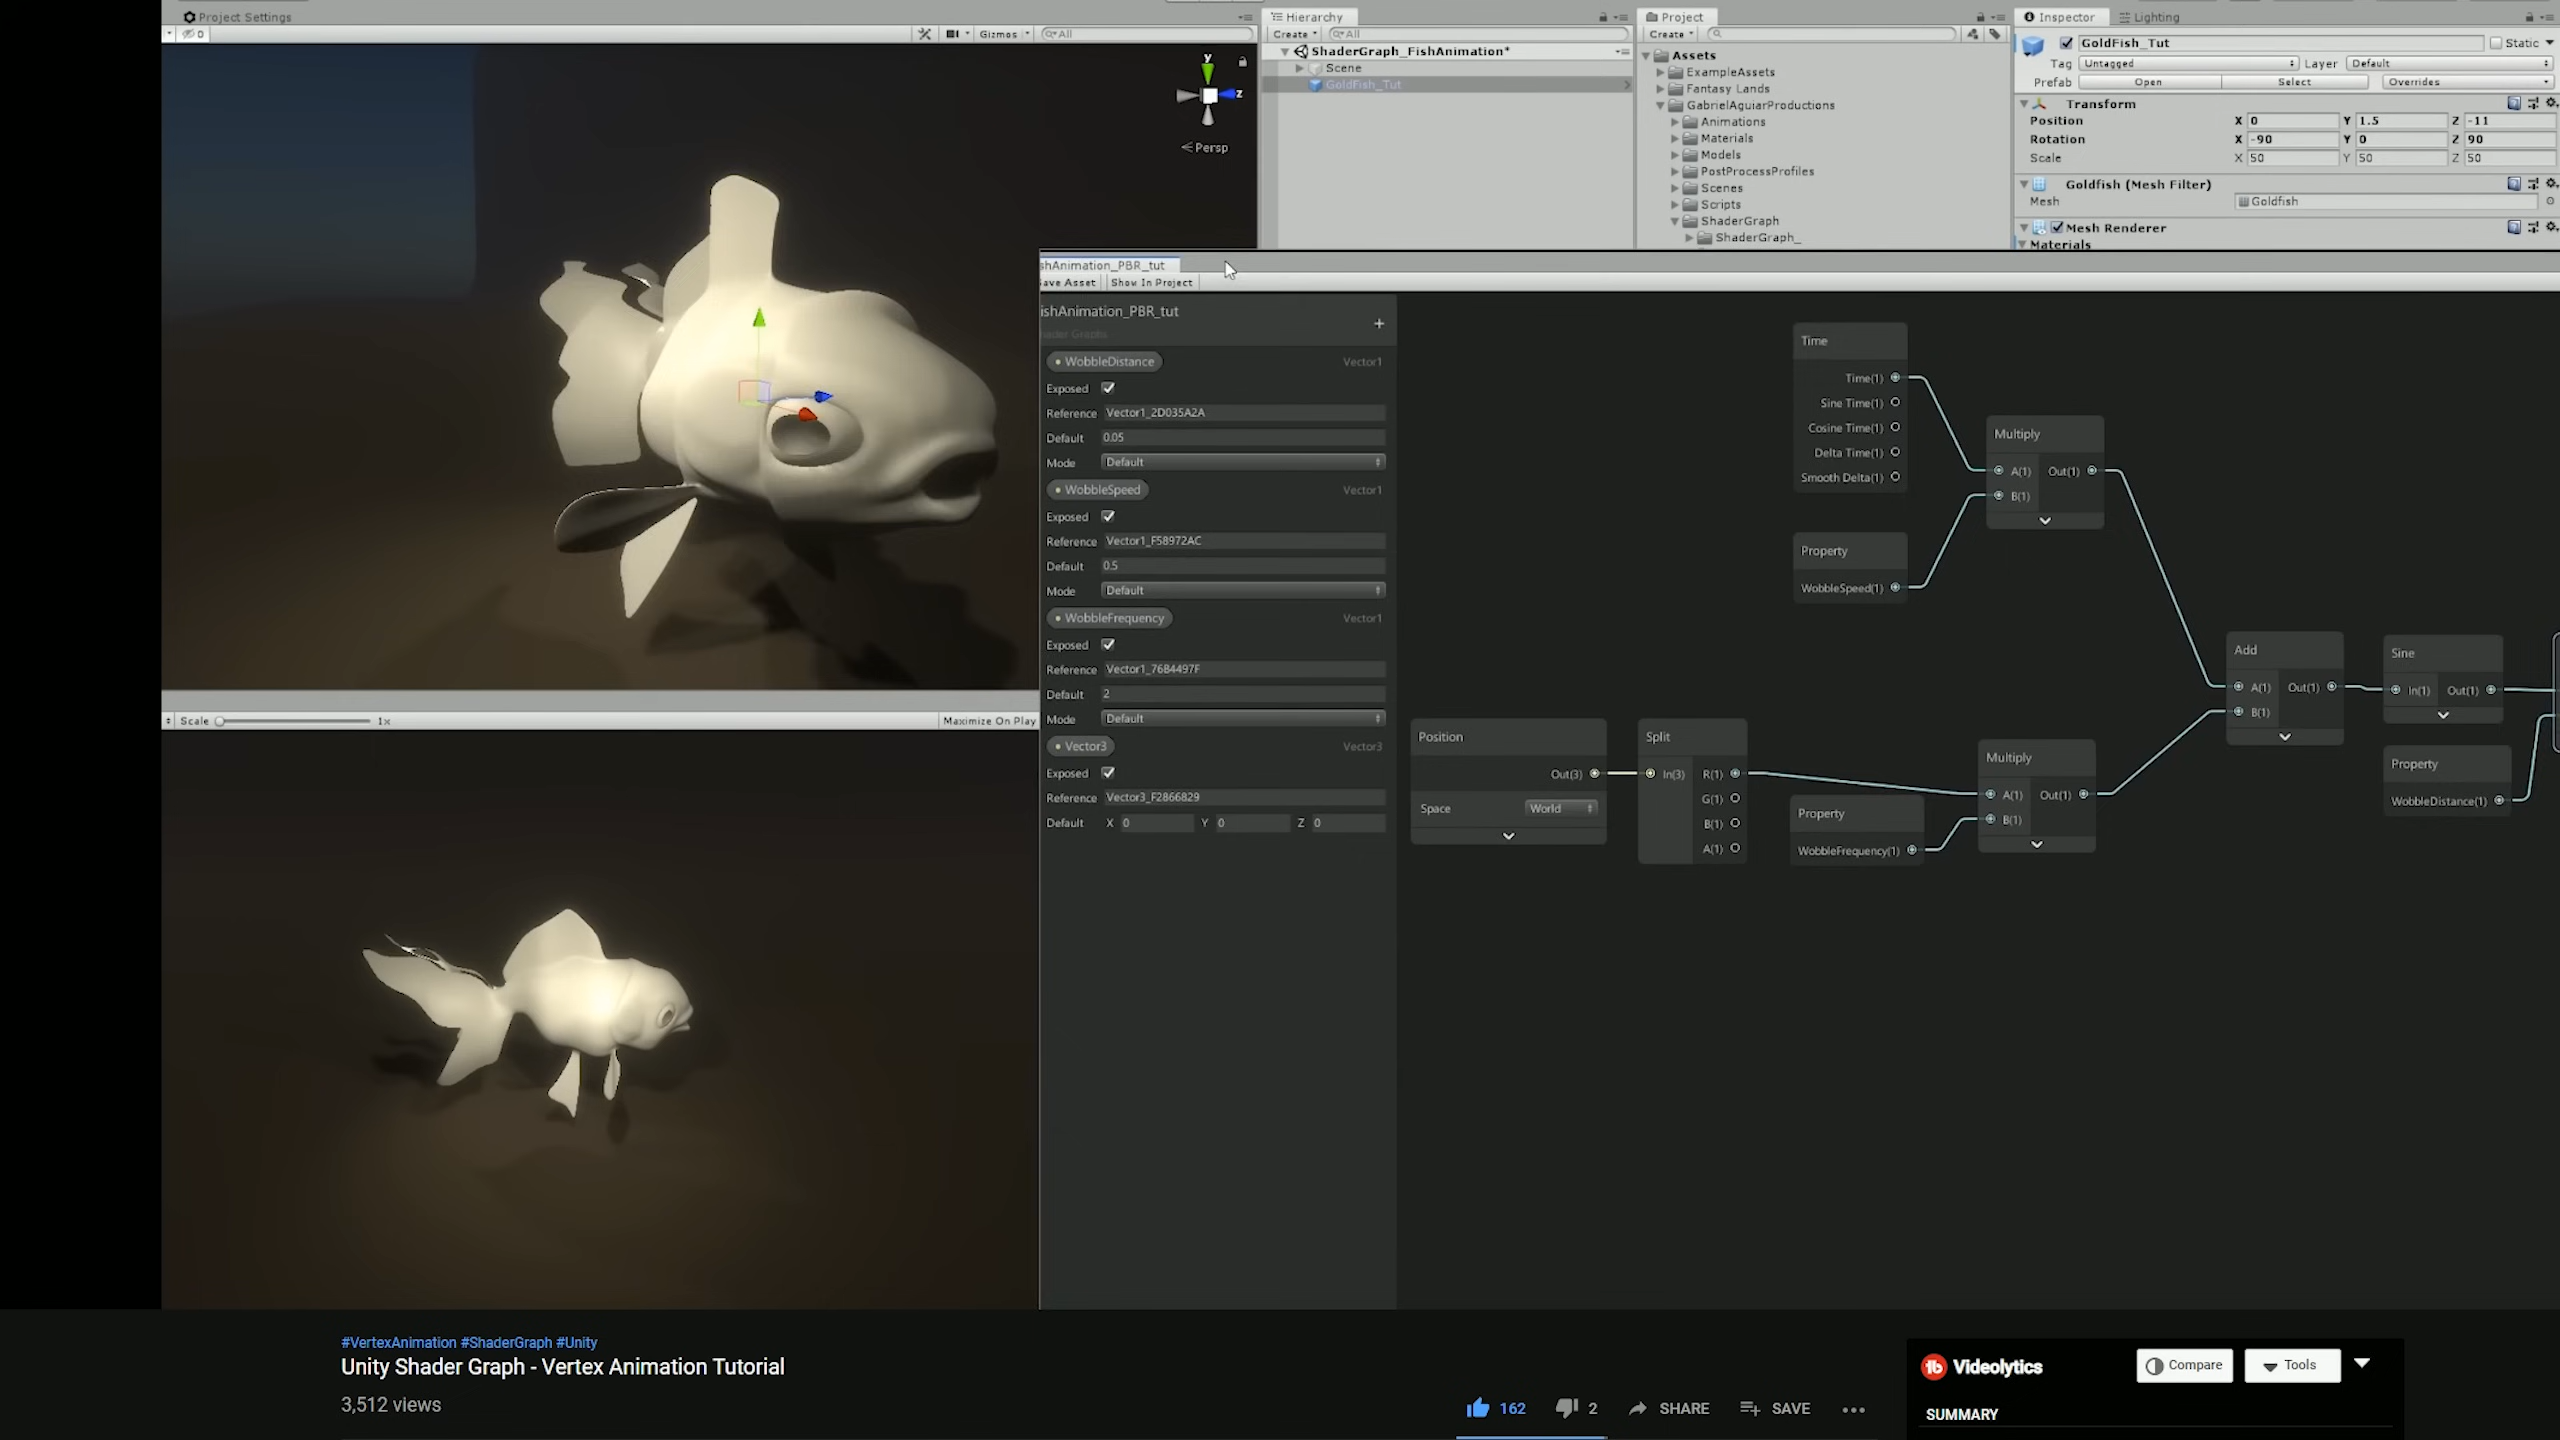 Project Settings
0
Gizmos
All
y
z
Persp
Hierarchy
Create
All
ShaderGraph_FishAnimation*
Scene
GoldFish_Tut
Project
Create
Assets
ExampleAssets
Fantasy Lands
GabrielAguiarProductions
Animations
Materials
Models
PostProcessProfiles
Scenes
Scripts
ShaderGraph
ShaderGraph_
Inspector
Lighting
GoldFish_Tut
Static
Tag Untagged Layer Default
Prefab Open Select Overrides
Transform
Position X 0 Y 1.5 Z -11
Rotation X -90 Y 0 Z 90
Scale X 50 Y 50 Z 50
Goldfish (Mesh Filter)
Mesh Goldfish
Mesh Renderer
Materials
Scale 1x Maximize On Play
shAnimation_PBR_tut
ave Asset Show In Project
ishAnimation_PBR_tut
hader Graphs
+
WobbleDistance Vector1
Exposed
Reference Vector1_2D035A2A
Default 0.05
Mode Default
WobbleSpeed Vector1
Exposed
Reference Vector1_F58972AC
Default 0.5
Mode Default
WobbleFrequency Vector1
Exposed
Reference Vector1_76B4497F
Default 2
Mode Default
Vector3 Vector3
Exposed
Reference Vector3_F2866829
Default X 0 Y 0 Z 0
Time
Time(1)
Sine Time(1)
Cosine Time(1)
Delta Time(1)
Smooth Delta(1)
Property
WobbleSpeed(1)
Multiply
A(1) Out(1)
B(1)
Position
Out(3)
Space World
Split
In(3) R(1)
G(1)
B(1)
A(1)
Property
WobbleFrequency(1)
Multiply
A(1) Out(1)
B(1)
Add
A(1) Out(1)
B(1)
Sine
In(1) Out(1)
Property
WobbleDistance(1)
#VertexAnimation #ShaderGraph #Unity
Unity Shader Graph - Vertex Animation Tutorial
3,512 views
162
2
SHARE
SAVE
tb Videolytics
Compare
Tools
SUMMARY